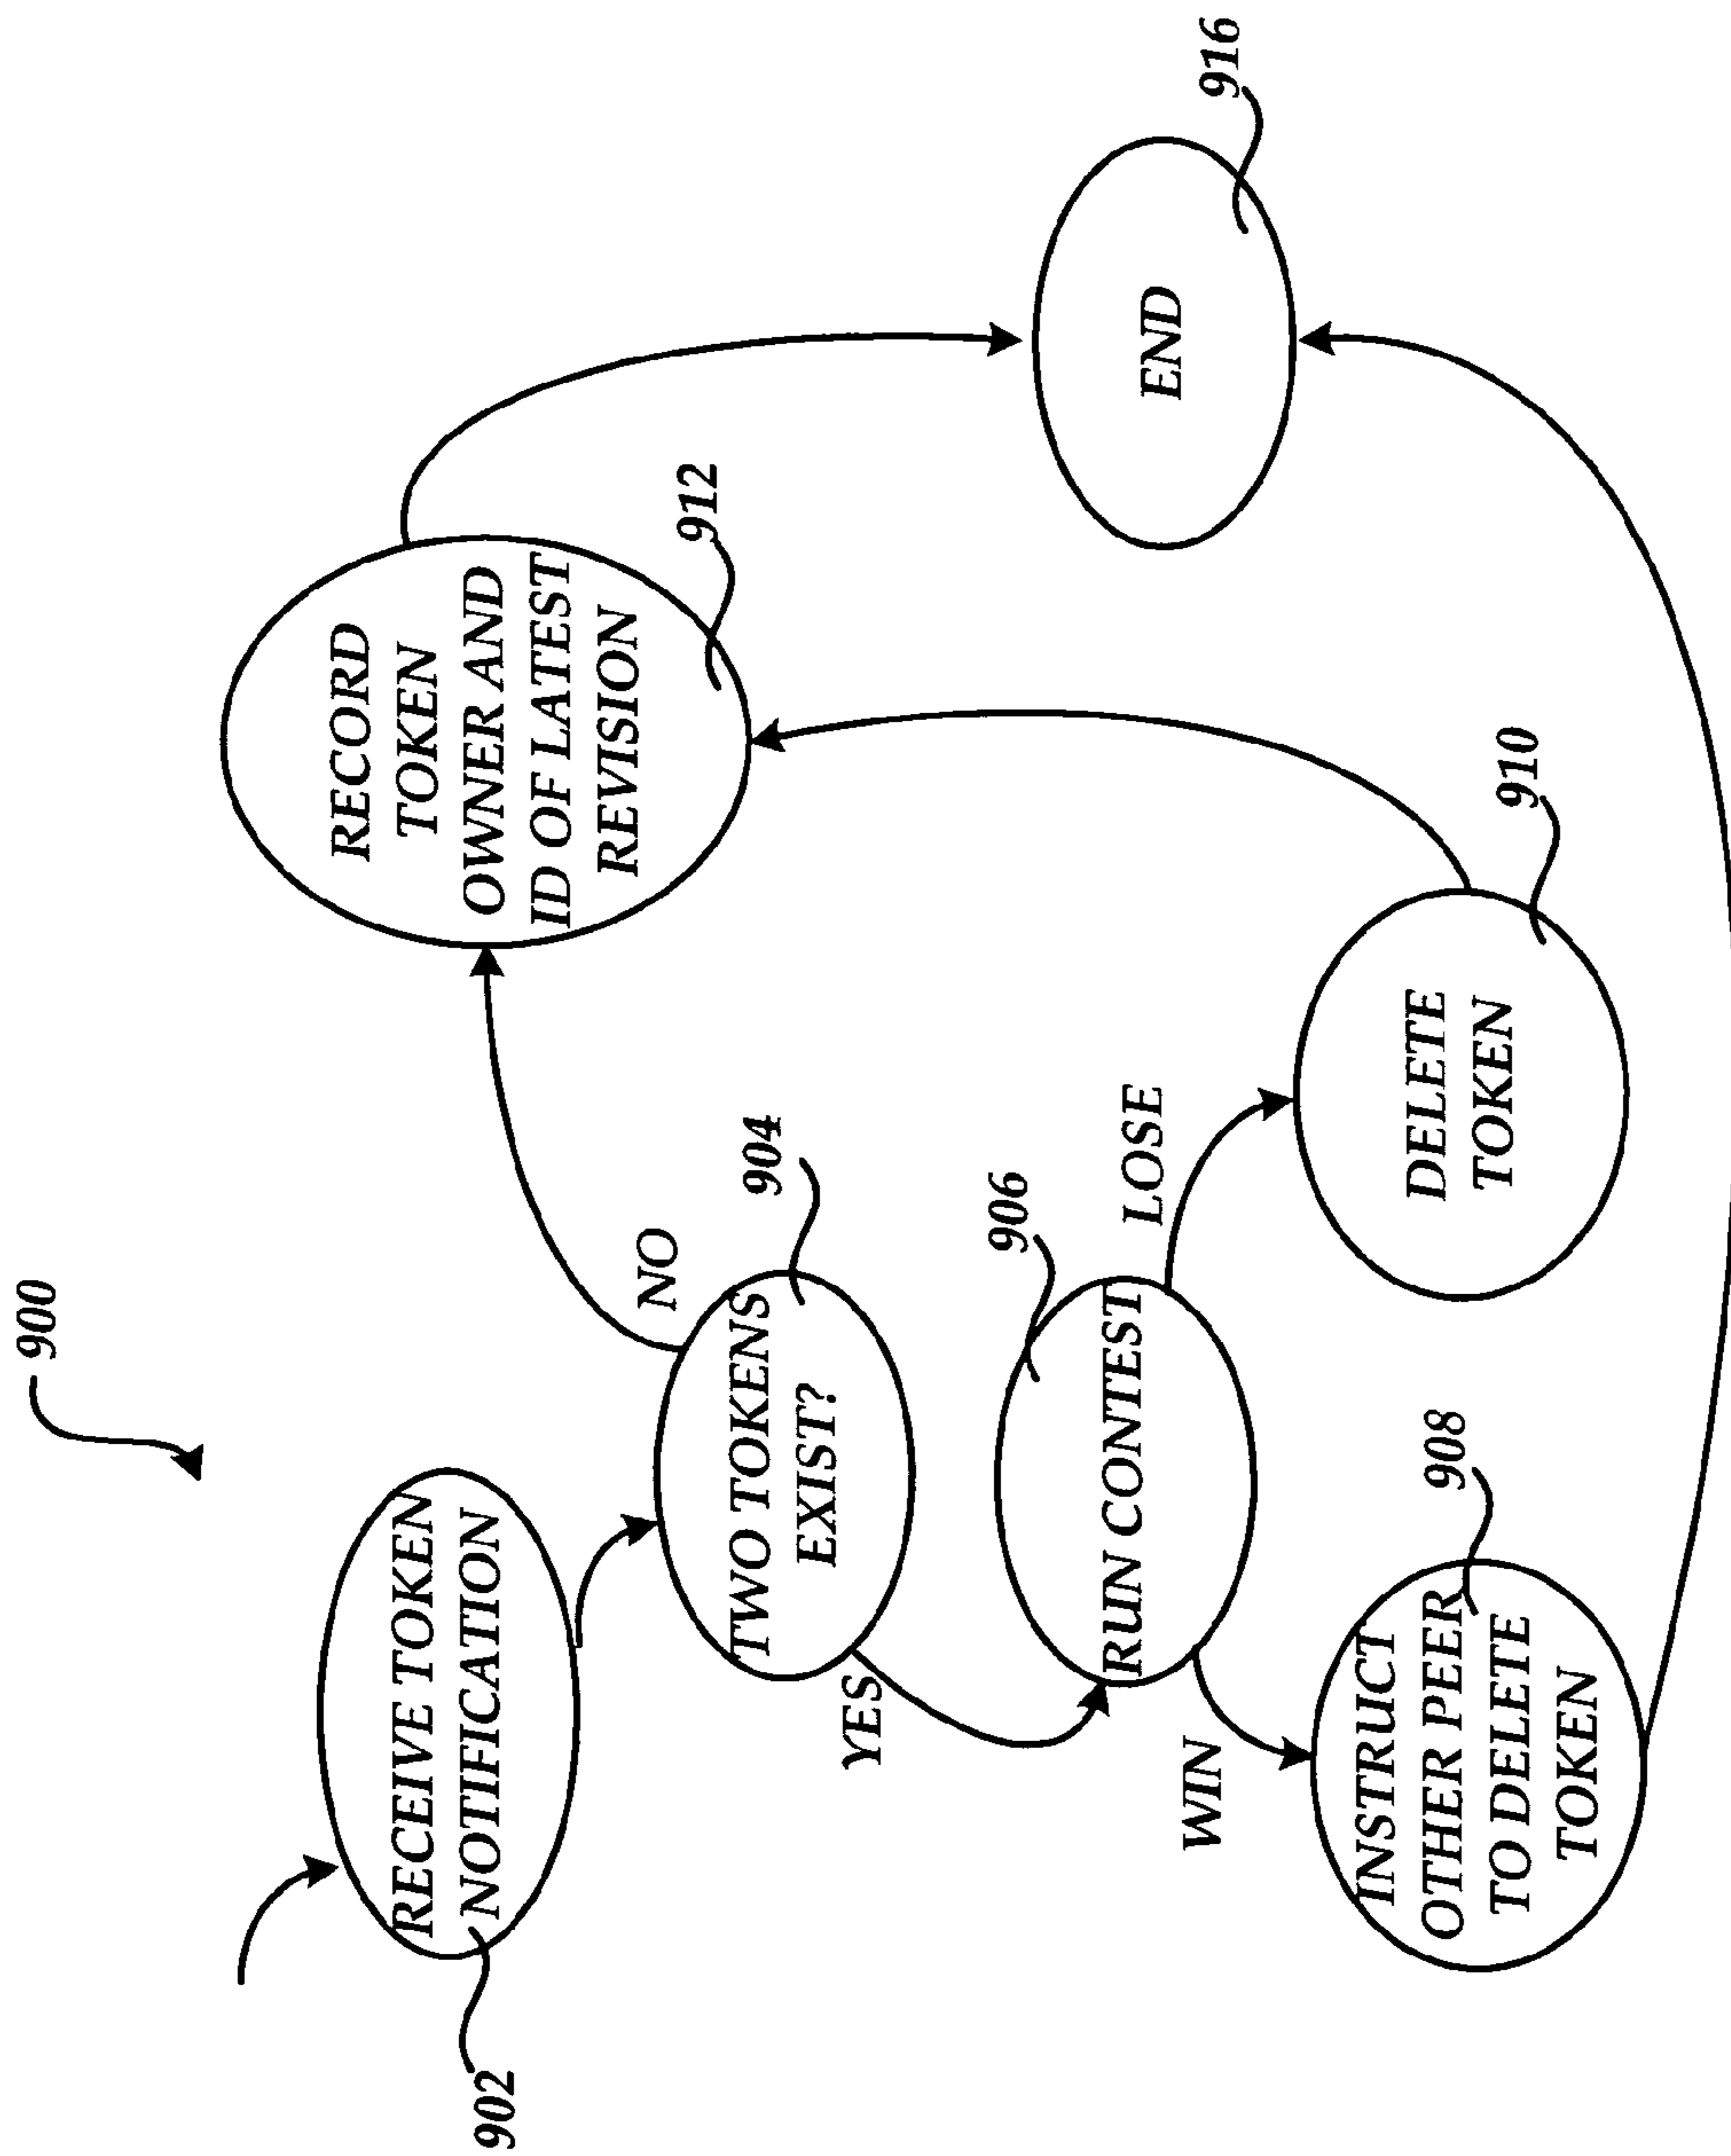 900
902
RECEIVE TOKEN
NOTIFICATION
904
TWO TOKENS
EXIST?
NO
YES
906
RUN CONTEST
WIN
LOSE
908
INSTRUCT
OTHER PEER
TO DELETE
TOKEN
910
DELETE
TOKEN
912
RECORD
TOKEN
OWNER AND
ID OF LATEST
REVISION
916
END